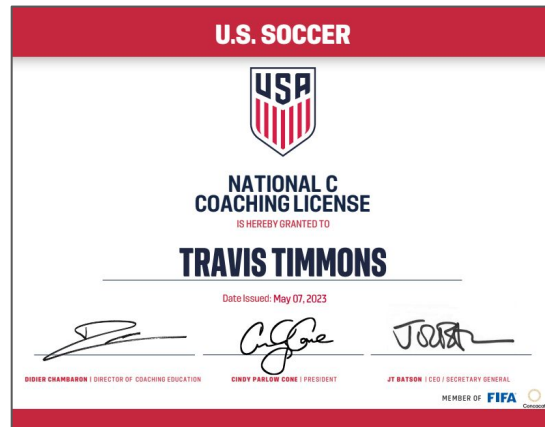 U.S. SOCCER
USA
NATIONAL C
COACHING LICENSE
IS HEREBY GRANTED TO
TRAVIS TIMMONS
Date Issued: May 07, 2023
DIDIER CHAMBARON | DIRECTOR OF COACHING EDUCATION
CINDY PARLOW CONE | PRESIDENT
JT BATSON | CEO / SECRETARY GENERAL
MEMBER OF FIFA Concacaf